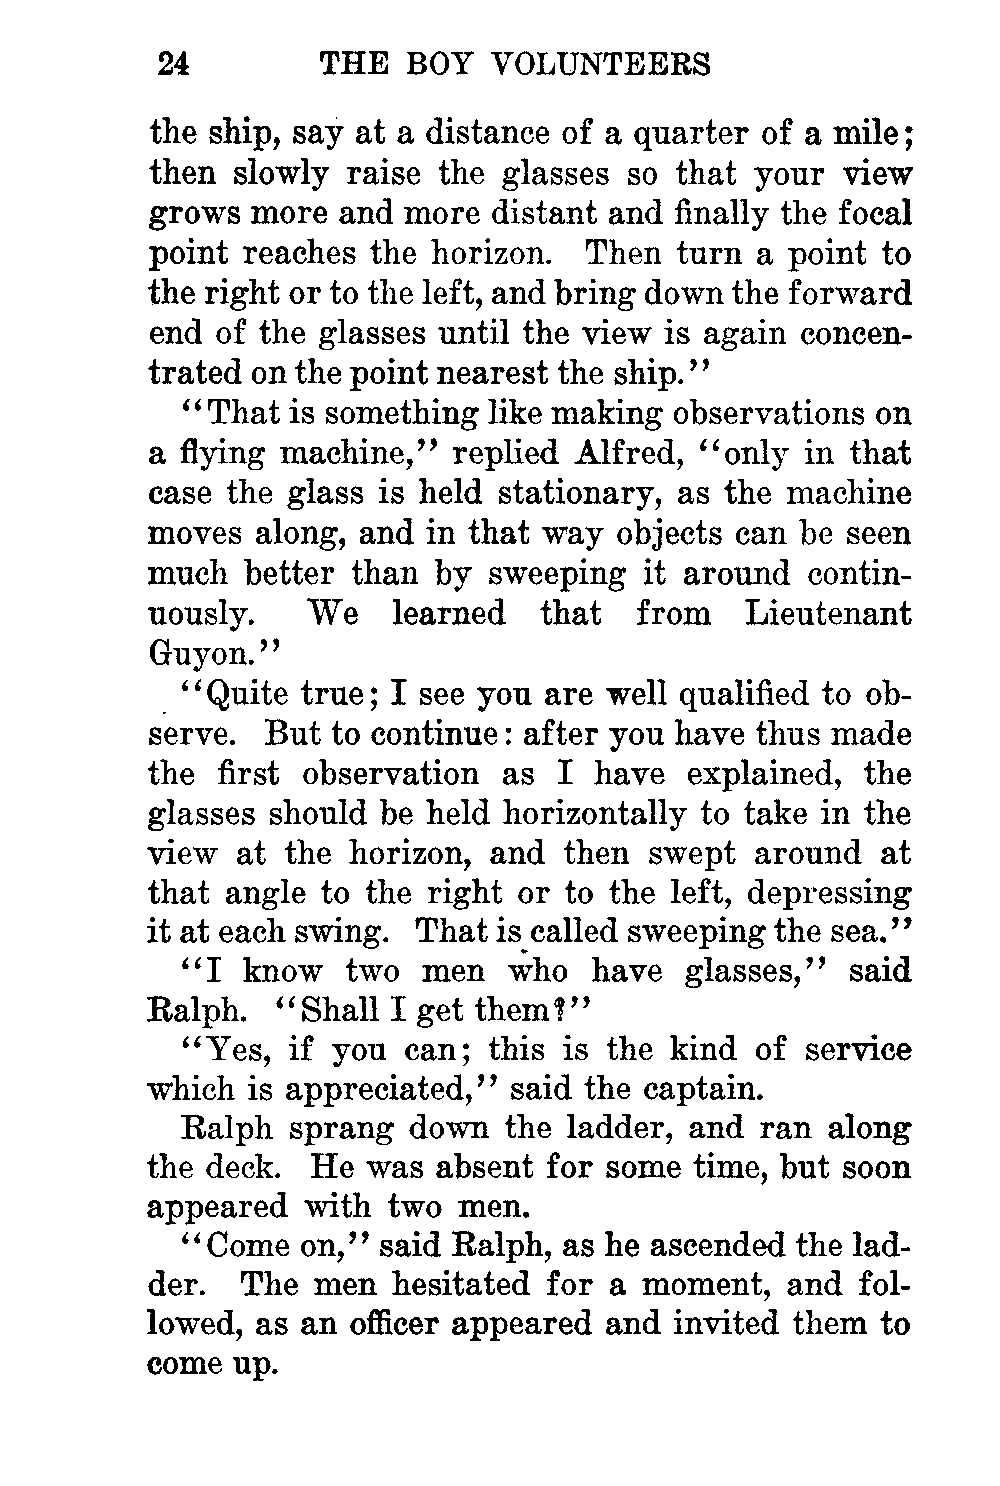 24 THE BOY VOLUNTEERS
the ship, say at a distance of a quarter of a mile;
then slowly raise the glasses so that your view
grows more and more distant and finally the focal
point reaches the horizon. Then turn a point to
the right or to the left, and bring down the forward
end of the glasses until the view is again concen-
trated on the point nearest the ship."
"That is something like making observations on
a flying machine," replied Alfred, "only in that
case the glass is held stationary, as the machine
moves along, and in that way objects can be seen
much better than by sweeping it around contin-
uously. We learned that from Lieutenant
Guyon."
"Quite true; I see you are well qualified to ob-
serve. But to continue: after you have thus made
the first observation as I have explained, the
glasses should be held horizontally to take in the
view at the horizon, and then swept around at
that angle to the right or to the left, depressing
it at each swing. That is called sweeping the sea."
"I know two men who have glasses," said
Ralph. "Shall I get them?"
"Yes, if you can; this is the kind of service
which is appreciated," said the captain.
Ralph sprang down the ladder, and ran along
the deck. He was absent for some time, but soon
appeared with two men.
"Come on," said Ralph, as he ascended the lad-
der. The men hesitated for a moment, and fol-
lowed, as an officer appeared and invited them to
come up.